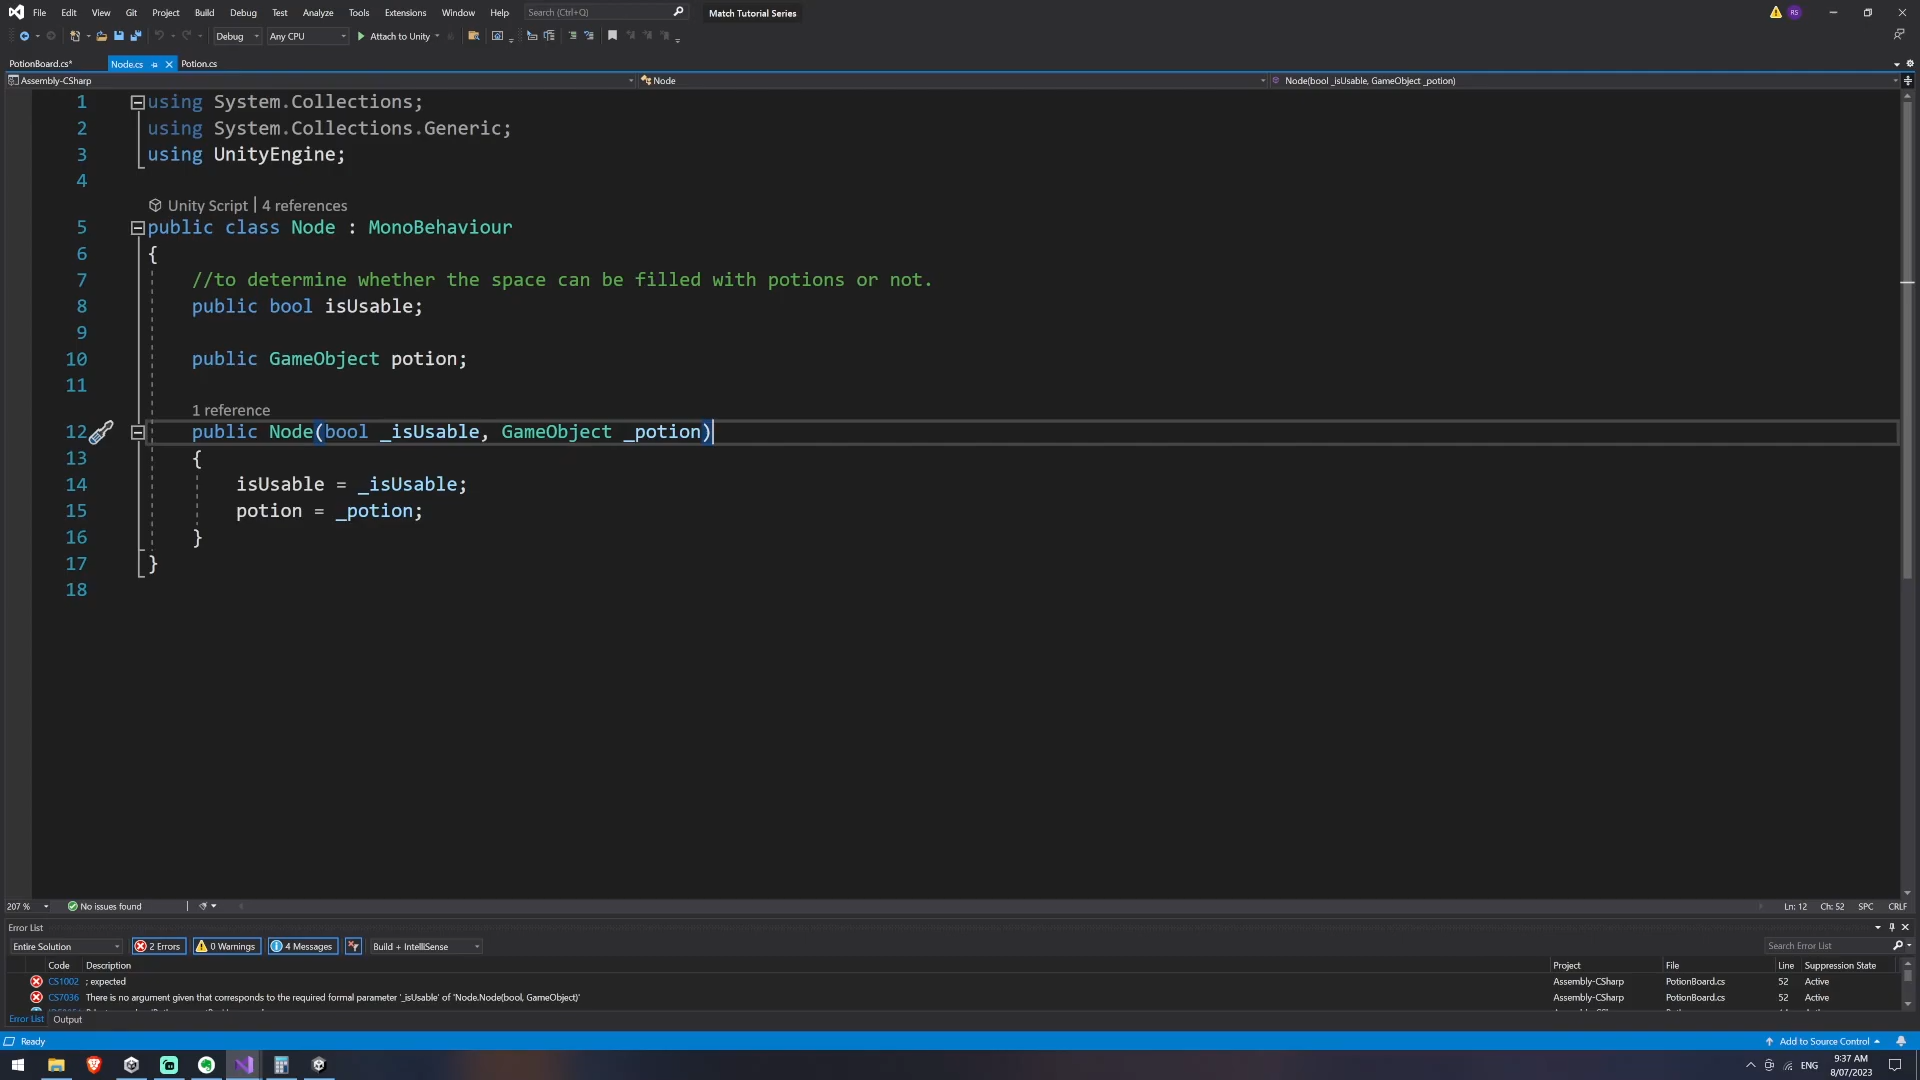 File Edit View Git Project Build Debug Test Analyze Tools Extensions Window Help Search (Ctrl+Q) Match Tutorial Series RS
Debug Any CPU Attach to Unity
PotionBoard.cs* Node.cs Potion.cs
Assembly-CSharp Node Node(bool _isUsable, GameObject _potion)
1 using System.Collections;
2 using System.Collections.Generic;
3 using UnityEngine;
4
Unity Script | 4 references
5 public class Node : MonoBehaviour
6 {
7 //to determine whether the space can be filled with potions or not.
8 public bool isUsable;
9
10 public GameObject potion;
11
1 reference
12 public Node(bool _isUsable, GameObject _potion)
13 {
14 isUsable = _isUsable;
15 potion = _potion;
16 }
17 }
18
207 % No issues found Ln: 12 Ch: 52 SPC CRLF
Error List
Entire Solution 2 Errors 0 Warnings 4 Messages Build + IntelliSense Search Error List
Code Description Project File Line Suppression State
CS1002 ; expected Assembly-CSharp PotionBoard.cs 52 Active
CS7036 There is no argument given that corresponds to the required formal parameter '_isUsable' of 'Node.Node(bool, GameObject)' Assembly-CSharp PotionBoard.cs 52 Active
Error List Output
Ready Add to Source Control
ENG 9:37 AM
8/07/2023